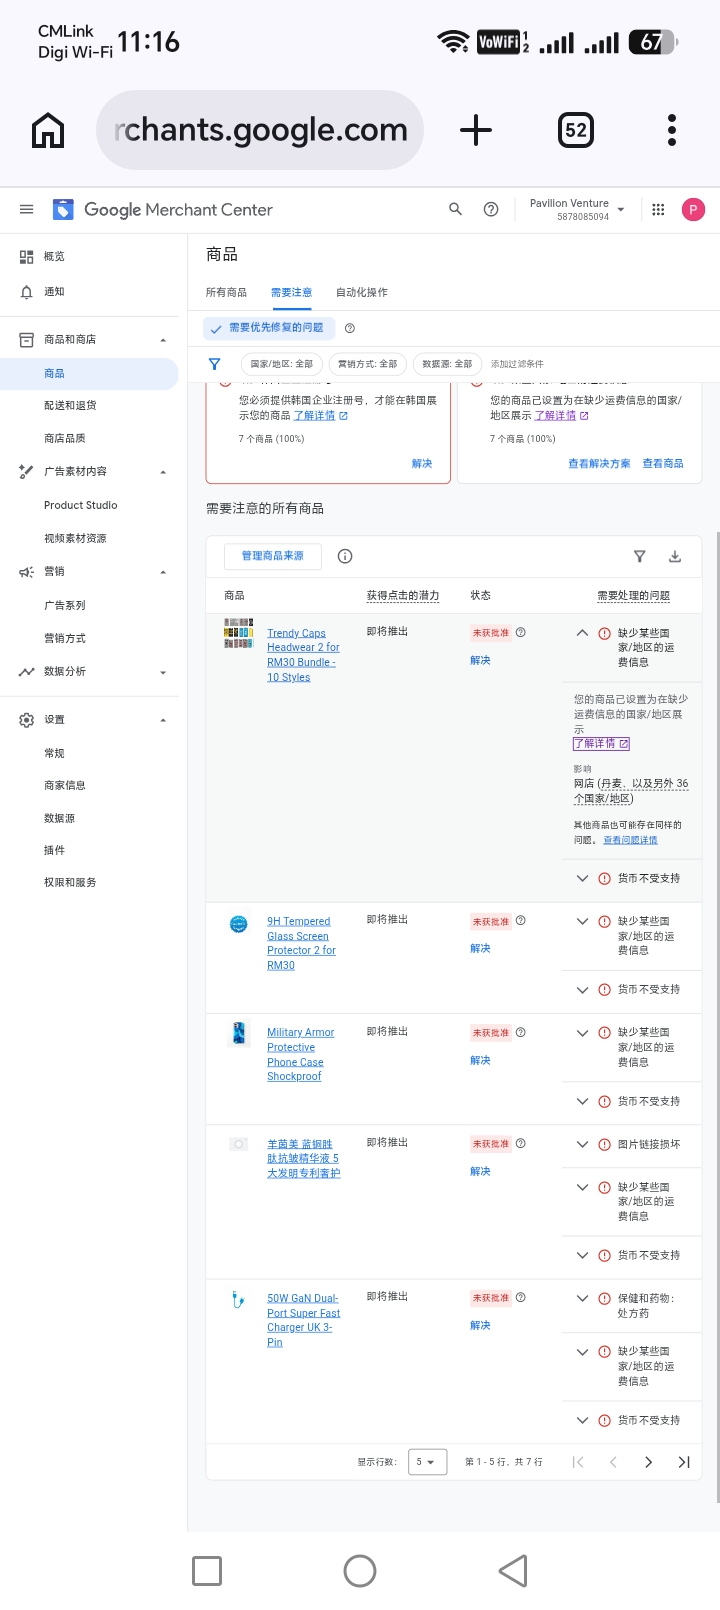 CMLink
Digi Wi-Fi
11:16
VoWiFi 1 2
67
rchants.google.com
52
Google Merchant Center
Pavilion Venture
5878085094
P
概览
通知
商品和商店
商品
配送和退货
商店品质
广告素材内容
Product Studio
视频素材资源
营销
广告系列
营销方式
数据分析
设置
常规
商家信息
数据源
插件
权限和服务
商品
所有商品
需要注意
自动化操作
需要优先修复的问题
国家/地区: 全部
营销方式: 全部
数据源: 全部
添加过滤条件
您必须提供韩国企业注册号，才能在韩国展
示您的商品 了解详情
7 个商品 (100%)
解决
您的商品已设置为在缺少运费信息的国家/
地区展示 了解详情
7 个商品 (100%)
查看解决方案 查看商品
需要注意的所有商品
管理商品来源
商品
获得点击的潜力
状态
需要处理的问题
Trendy Caps
Headwear 2 for
RM30 Bundle -
10 Styles
即将推出
未获批准
解决
缺少某些国
家/地区的运
费信息
您的商品已设置为在缺少
运费信息的国家/地区展
示
了解详情
影响
网店 (丹麦、以及另外 36
个国家/地区)
其他商品也可能存在同样的
问题。 查看问题详情
货币不受支持
9H Tempered
Glass Screen
Protector 2 for
RM30
即将推出
未获批准
解决
缺少某些国
家/地区的运
费信息
货币不受支持
Military Armor
Protective
Phone Case
Shockproof
即将推出
未获批准
解决
缺少某些国
家/地区的运
费信息
货币不受支持
羊茵美 蓝铜胜
肽抗皱精华液 5
大发明专利奢护
即将推出
未获批准
解决
图片链接损坏
缺少某些国
家/地区的运
费信息
货币不受支持
50W GaN Dual-
Port Super Fast
Charger UK 3-
Pin
即将推出
未获批准
解决
保健和药物：
处方药
缺少某些国
家/地区的运
费信息
货币不受支持
显示行数：
5
第 1 - 5 行，共 7 行